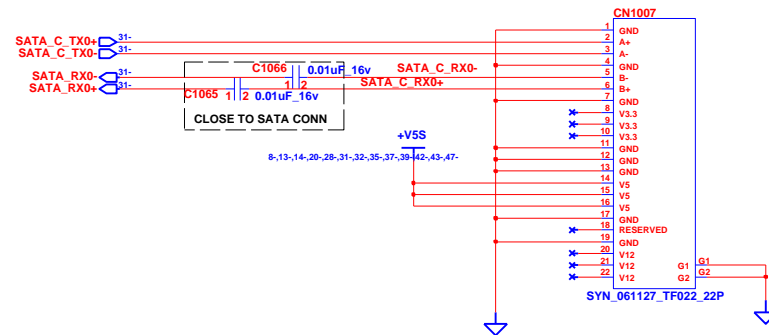 CN1007
1 GND
SATA_C_TX0+ 31- 2 A+
SATA_C_TX0- 31- 3 A-
4 GND
SATA_RX0- 31- C1066 0.01uF_16v SATA_C_RX0- 5 B-
SATA_RX0+ 31- C1065 1 2 0.01uF_16v 1 2 SATA_C_RX0+ 6 B+
7 GND
CLOSE TO SATA CONN
8 V3.3
9 V3.3
10 V3.3
+V5S
11 GND
8-,13-,14-,20-,28-,31-,32-,35-,37-,39-,42-,43-,47-
12 GND
13 GND
14 V5
15 V5
16 V5
17 GND
18 RESERVED
19 GND
20 V12
21 V12 G1 G1
22 V12 G2 G2
SYN_061127_TF022_22P